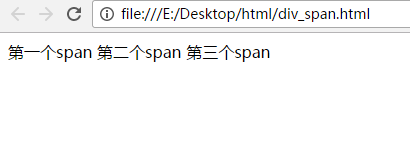 file:///E:/Desktop/html/div_span.html
第一个span 第二个span 第三个span